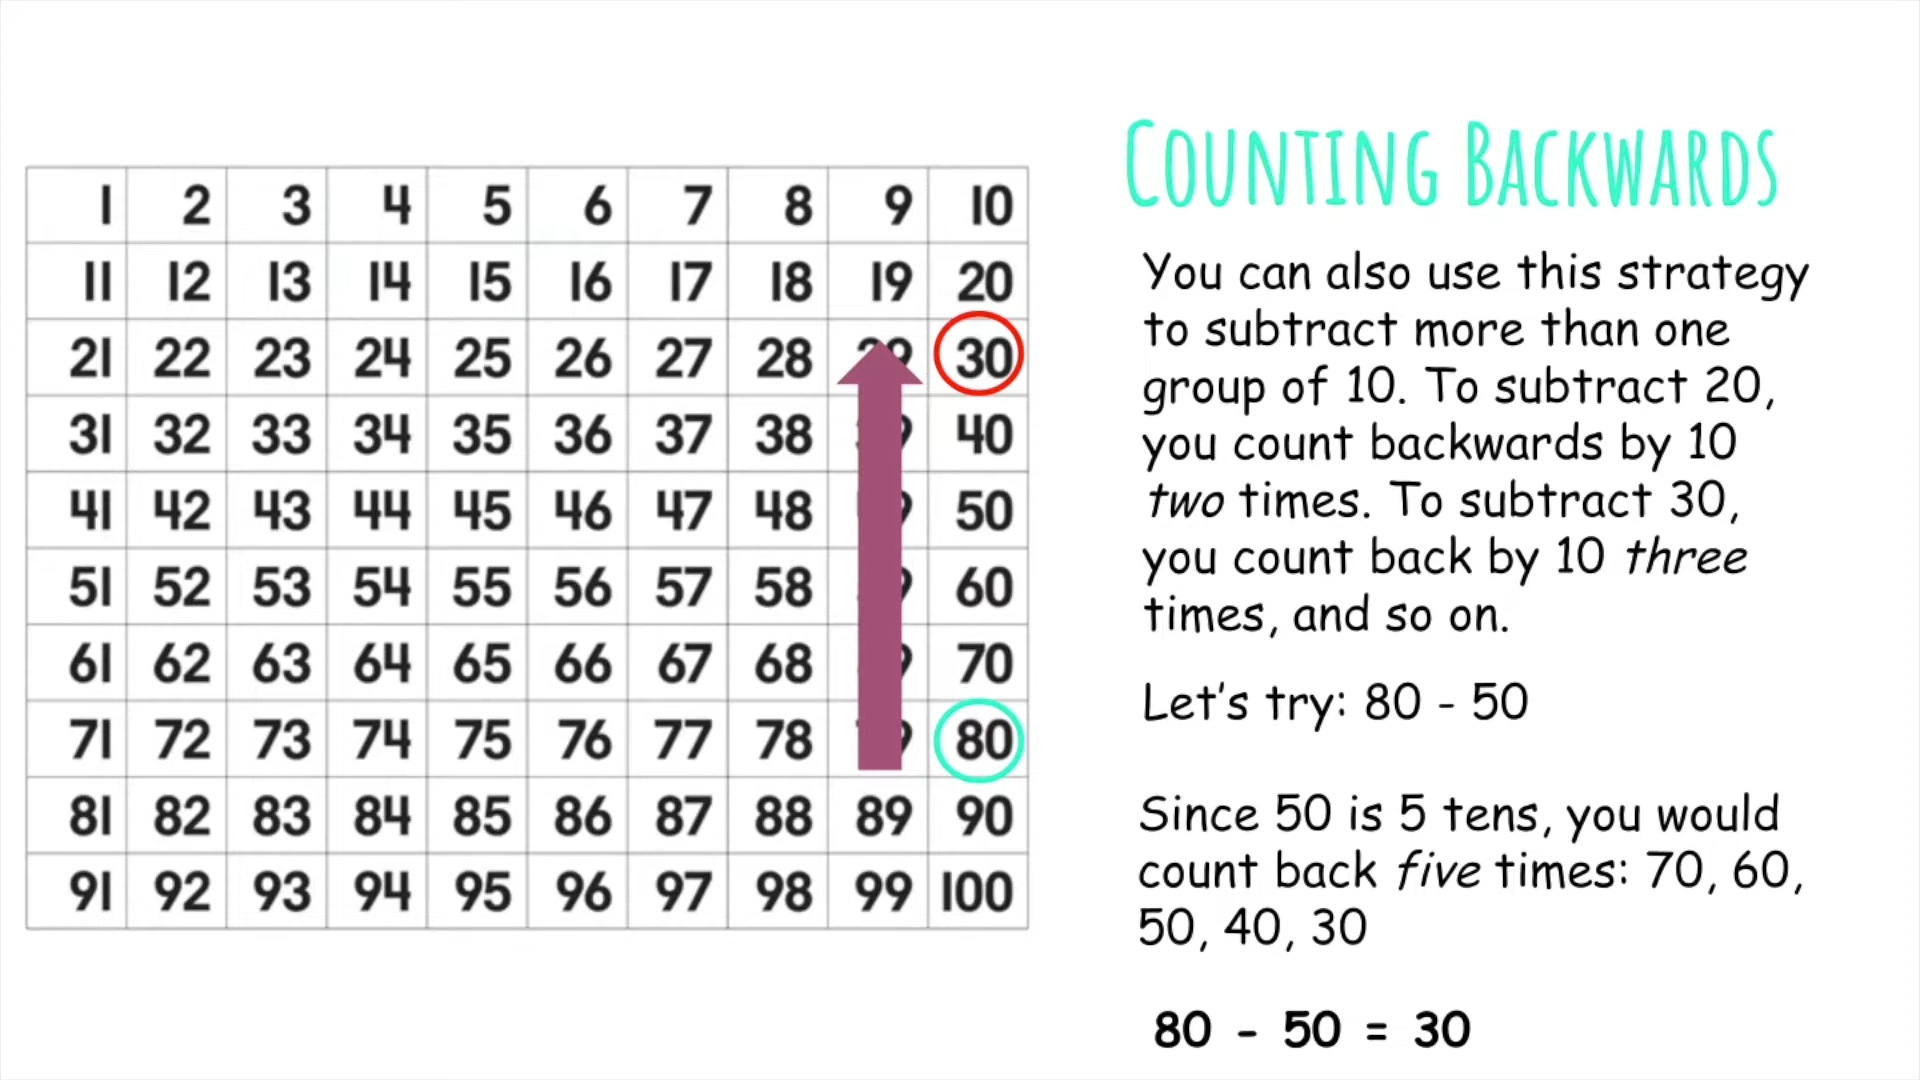 Counting Backwards
1 2 3 4 5 6 7 8 9 10
11 12 13 14 15 16 17 18 19 20
21 22 23 24 25 26 27 28 30
31 32 33 34 35 36 37 38 40
41 42 43 44 45 46 47 48 50
51 52 53 54 55 56 57 58 60
61 62 63 64 65 66 67 68 70
71 72 73 74 75 76 77 78 80
81 82 83 84 85 86 87 88 89 90
91 92 93 94 95 96 97 98 99 100
You can also use this strategy
to subtract more than one
group of 10. To subtract 20,
you count backwards by 10
two times. To subtract 30,
you count back by 10 three
times, and so on.
Let's try: 80 - 50
Since 50 is 5 tens, you would
count back five times: 70, 60,
50, 40, 30
80 - 50 = 30